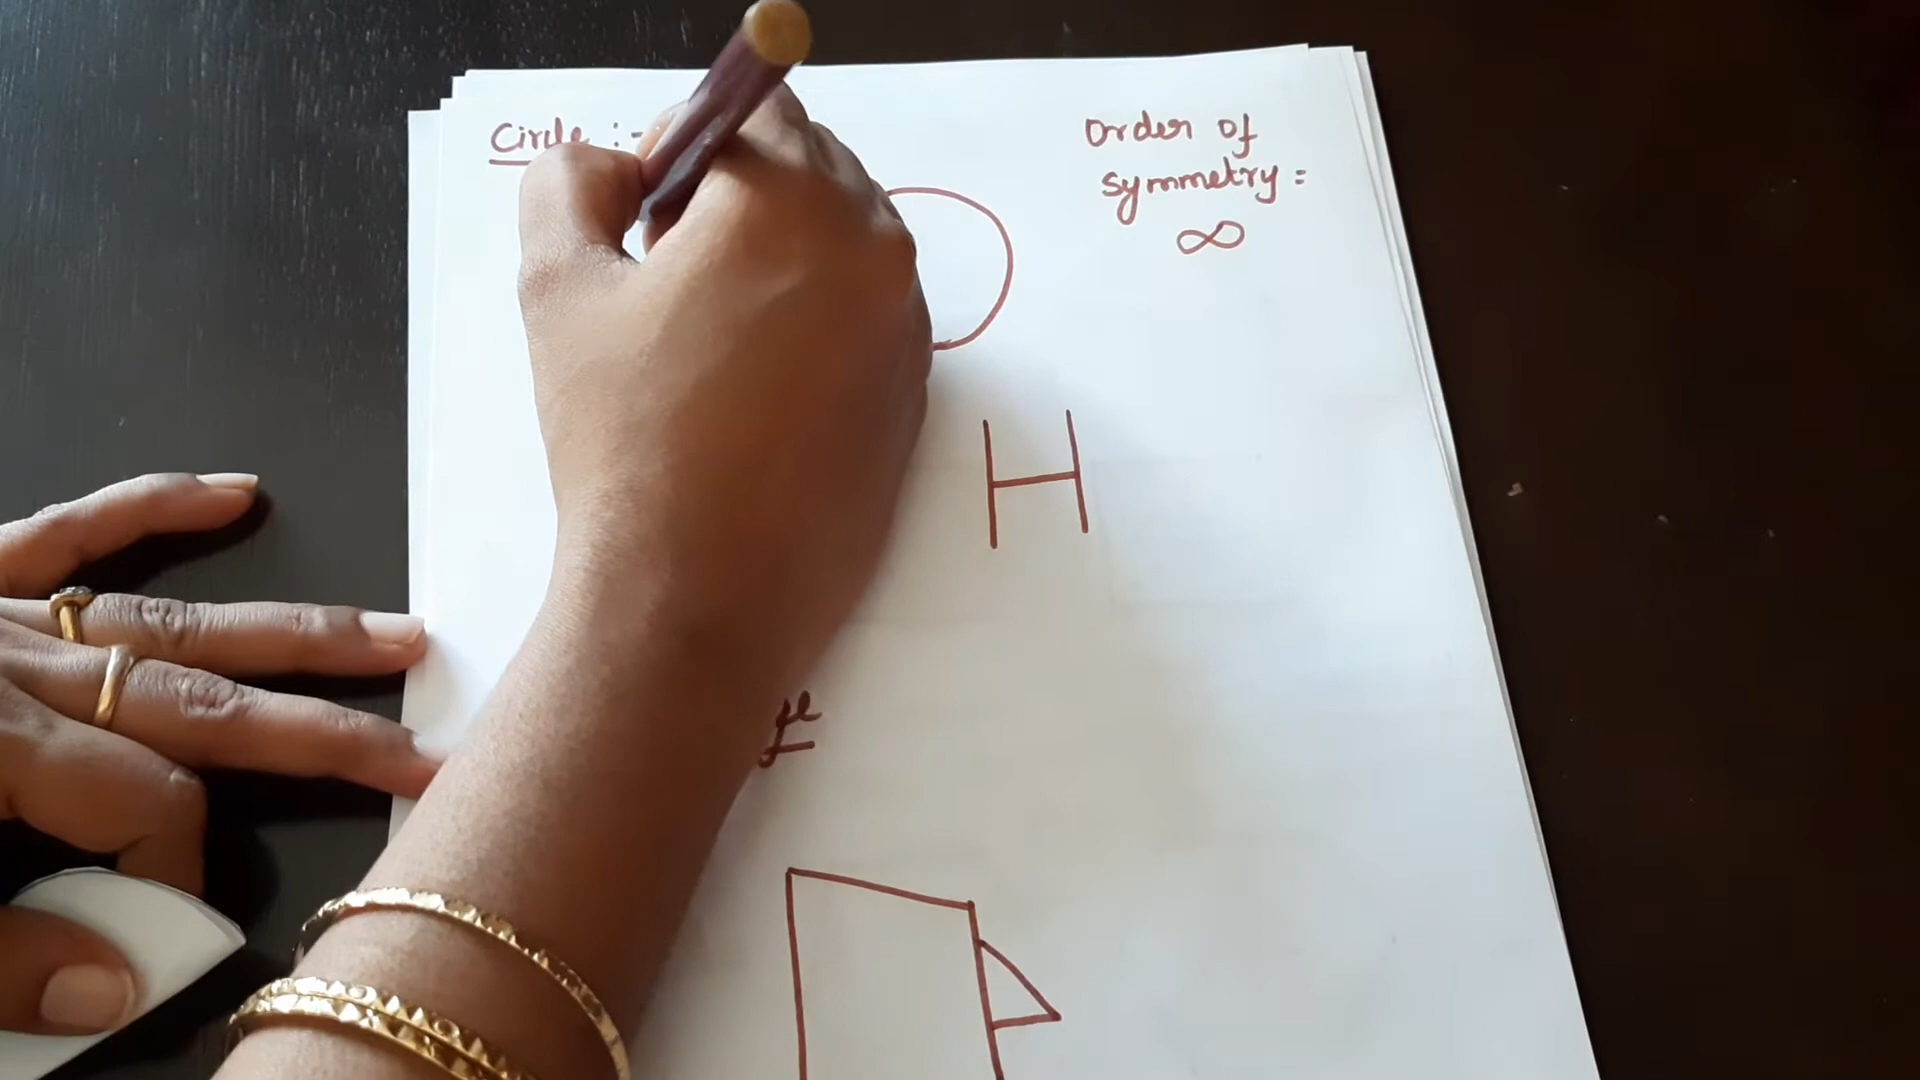 Circle :-
Order of
symmetry =
∞
H